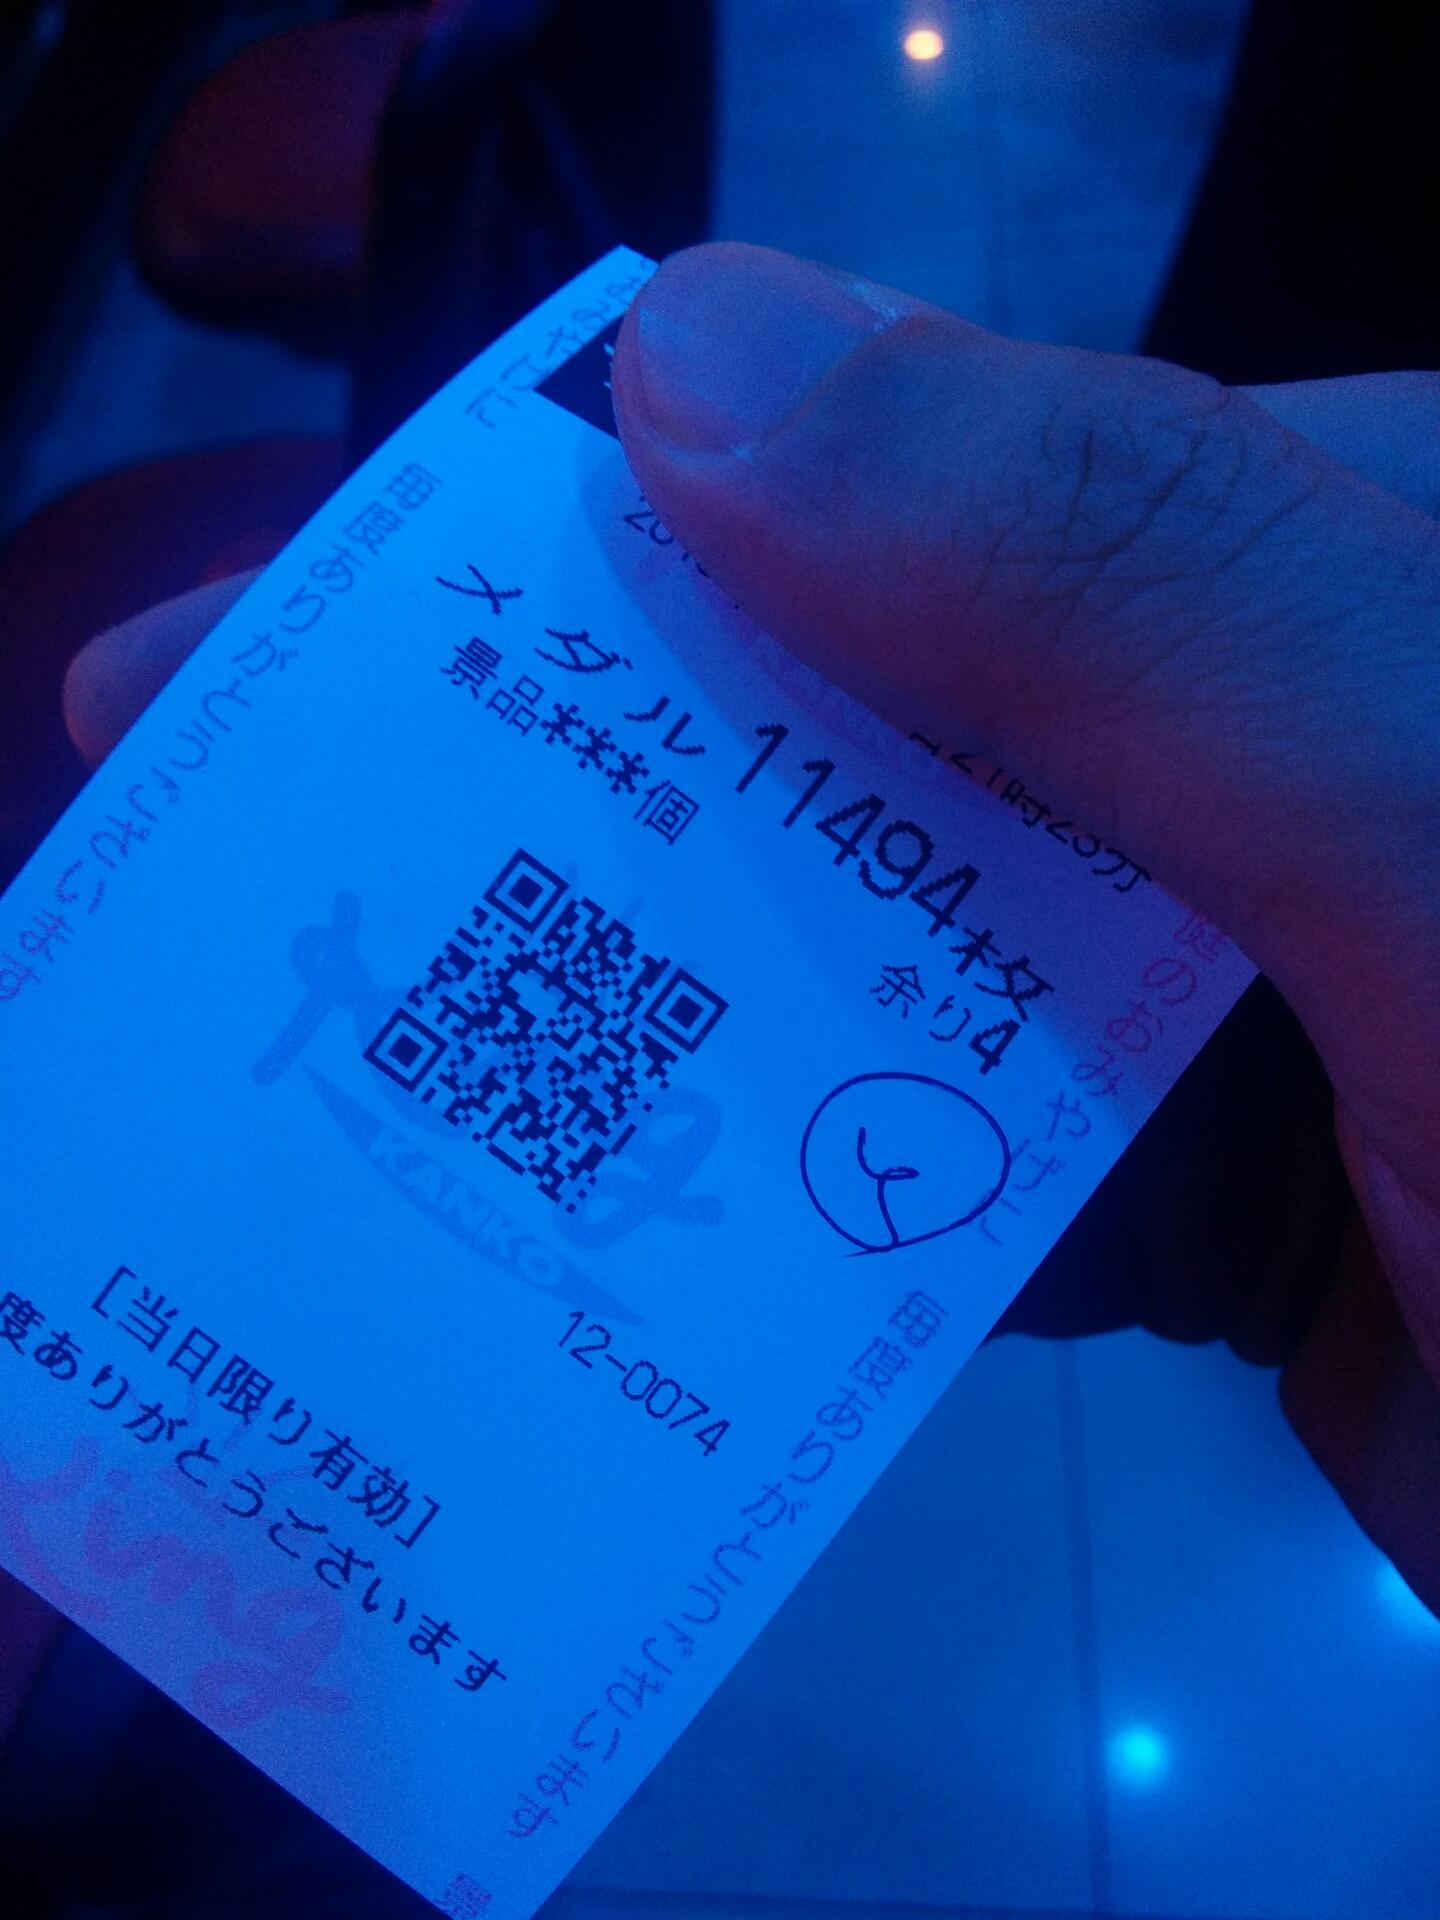 メダル11494枚
景品***個
余り4
KANKO
12-0074
[当日限り有効]
度ありがとうございます
毎度ありがとうございます
庭のおみやげに
毎度ありがとうございます